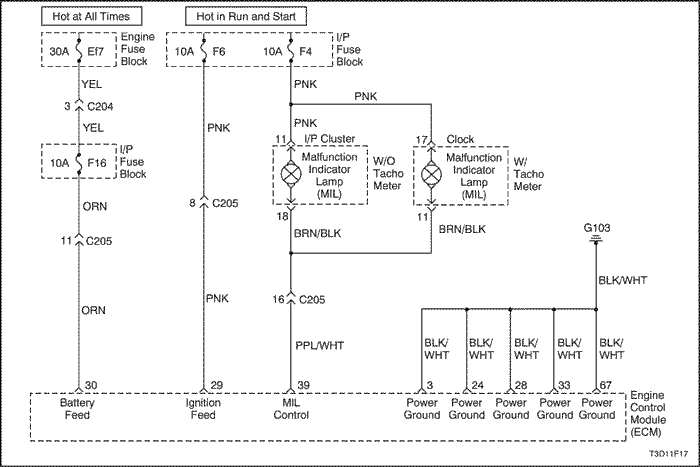 Hot at All Times
Hot in Run and Start
30A Ef7
Engine
Fuse
Block
10A F6
10A F4
I/P
Fuse
Block
YEL
3 C204
YEL
10A F16
I/P
Fuse
Block
ORN
11 C205
ORN
PNK
8 C205
PNK
PNK
PNK
PNK
11 I/P Cluster
Malfunction
Indicator
Lamp
(MIL)
W/O
Tacho
Meter
18
BRN/BLK
17 Clock
Malfunction
Indicator
Lamp
(MIL)
W/
Tacho
Meter
11
BRN/BLK
16 C205
PPL/WHT
G103
BLK/WHT
BLK/
WHT
BLK/
WHT
BLK/
WHT
BLK/
WHT
BLK/
WHT
30
Battery
Feed
29
Ignition
Feed
39
MIL
Control
3
Power
Ground
24
Power
Ground
28
Power
Ground
33
Power
Ground
67
Power
Ground
Engine
Control
Module
(ECM)
T3D11F17